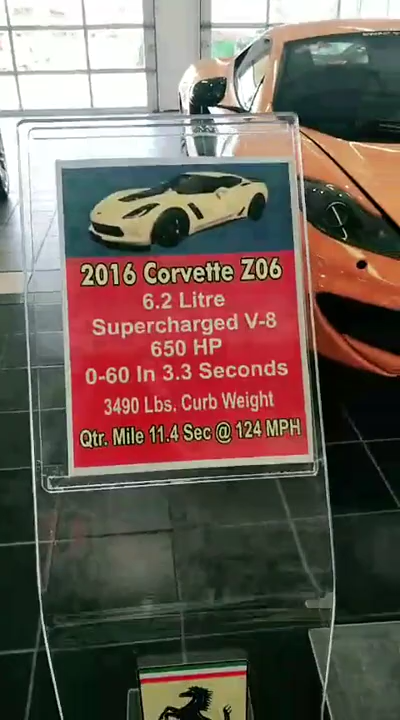 2016 Corvette Z06
6.2 Litre
Supercharged V-8
650 HP
0-60 In 3.3 Seconds
3490 Lbs. Curb Weight
Qtr. Mile 11.4 Sec @ 124 MPH